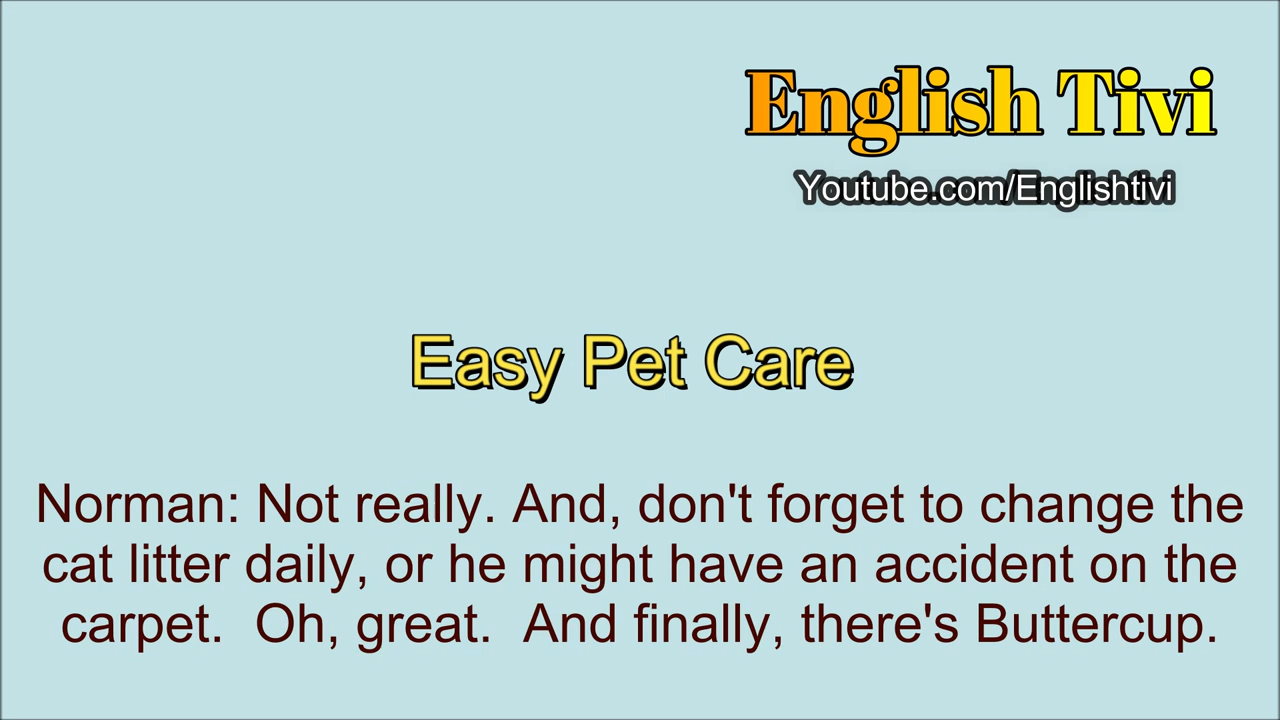 English Tivi
Youtube.com/Englishtivi
Easy Pet Care
Norman: Not really. And, don't forget to change the
cat litter daily, or he might have an accident on the
carpet.  Oh, great.  And finally, there's Buttercup.